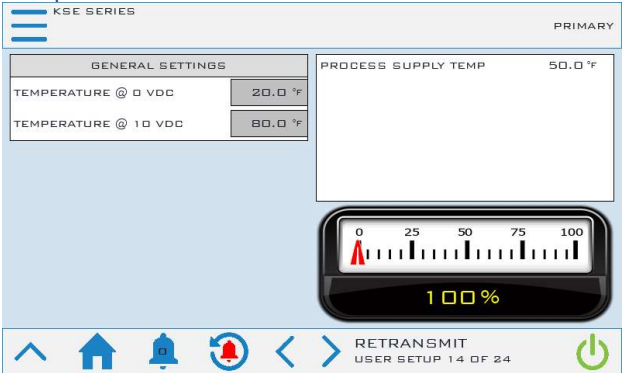 KSE SERIES
PRIMARY
GENERAL SETTINGS
TEMPERATURE @ 0 VDC 20.0 °F
TEMPERATURE @ 10 VDC 80.0 °F
PROCESS SUPPLY TEMP 50.0 °F
0 25 50 75 100
100%
0
RETRANSMIT
USER SETUP 14 OF 24